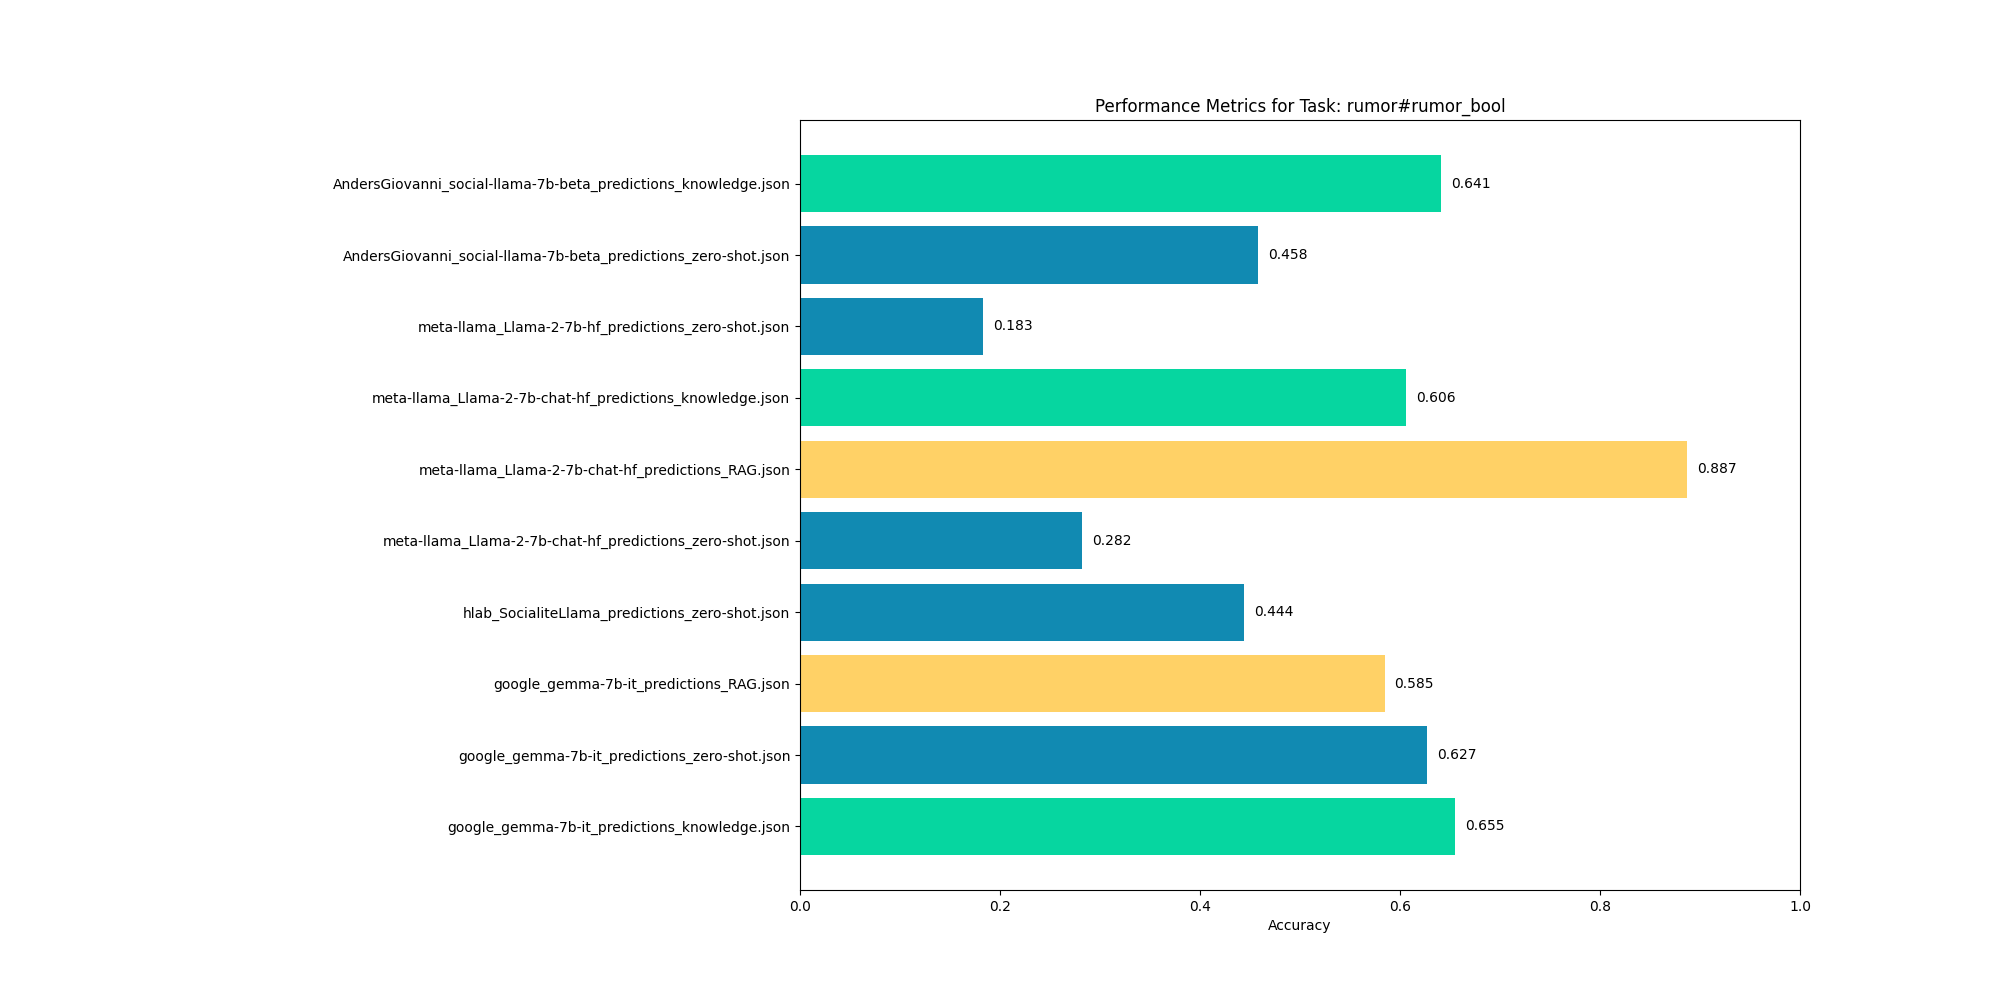 Performance Metrics for Task: rumor#rumor_bool
AndersGiovanni_social-llama-7b-beta_predictions_knowledge.json
0.641
AndersGiovanni_social-llama-7b-beta_predictions_zero-shot.json
0.458
meta-llama_Llama-2-7b-hf_predictions_zero-shot.json
0.183
meta-llama_Llama-2-7b-chat-hf_predictions_knowledge.json
0.606
meta-llama_Llama-2-7b-chat-hf_predictions_RAG.json
0.887
meta-llama_Llama-2-7b-chat-hf_predictions_zero-shot.json
0.282
hlab_SocialiteLlama_predictions_zero-shot.json
0.444
google_gemma-7b-it_predictions_RAG.json
0.585
google_gemma-7b-it_predictions_zero-shot.json
0.627
google_gemma-7b-it_predictions_knowledge.json
0.655
0.0 0.2 0.4 0.6 0.8 1.0
Accuracy